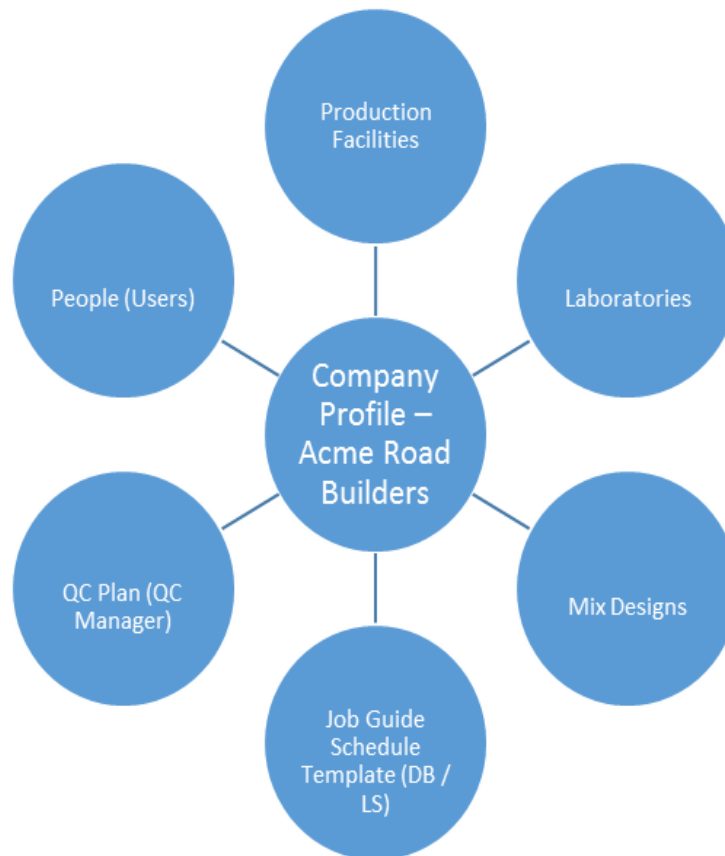 Production
Facilities
People (Users)
Laboratories
Company
Profile –
Acme Road
Builders
QC Plan (QC
Manager)
Mix Designs
Job Guide
Schedule
Template (DB /
LS)